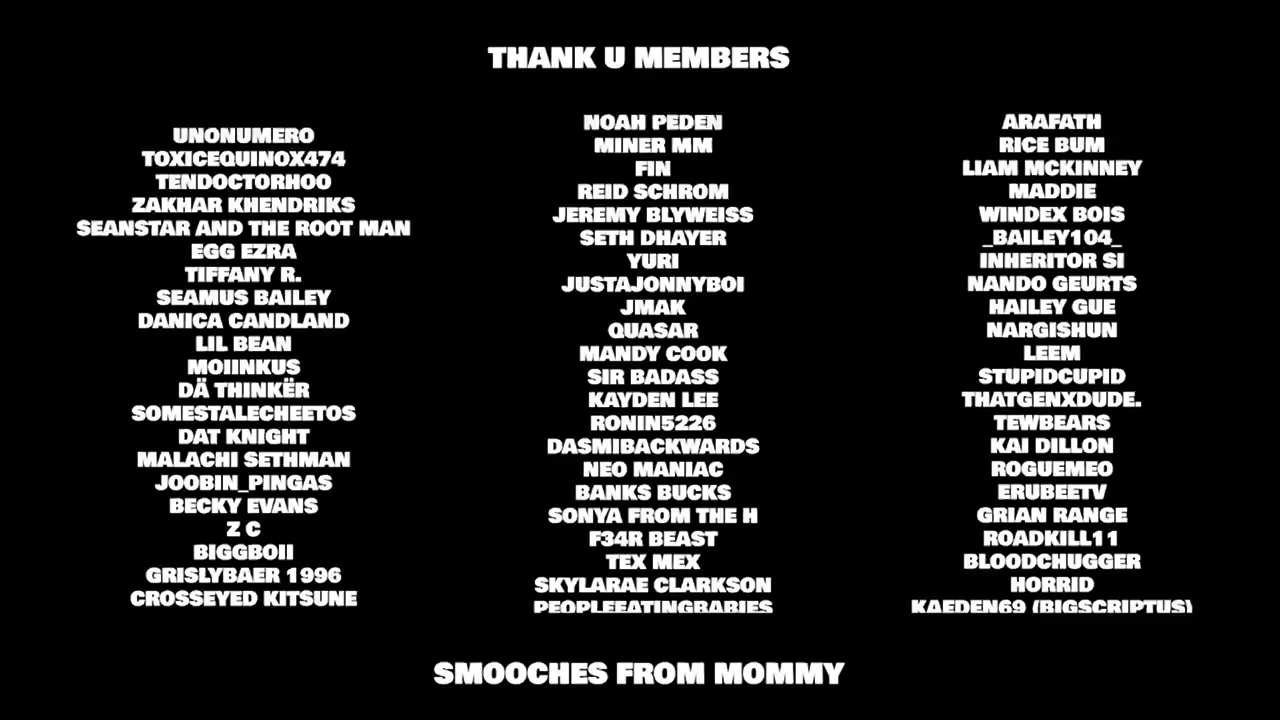 THANK U MEMBERS
UNONUMERO
TOXICEQUINOX474
TENDOCTORHOO
ZAKHAR KHENDRIKS
SEANSTAR AND THE ROOT MAN
EGG EZRA
TIFFANY R.
SEAMUS BAILEY
DANICA CANDLAND
LIL BEAN
MOIINKUS
DÄ THINKËR
SOMESTALECHEETOS
DAT KNIGHT
MALACHI SETHMAN
JOOBIN_PINGAS
BECKY EVANS
Z C
BIGGBOII
GRISLYBAER 1996
CROSSEYED KITSUNE
NOAH PEDEN
MINER MM
FIN
REID SCHROM
JEREMY BLYWEISS
SETH DHAYER
YURI
JUSTAJONNYBOI
JMAK
QUASAR
MANDY COOK
SIR BADASS
KAYDEN LEE
RONIN5226
DASMIBACKWARDS
NEO MANIAC
BANKS BUCKS
SONYA FROM THE H
F34R BEAST
TEX MEX
SKYLARAE CLARKSON
PEOPLEEATINGBABIES
ARAFATH
RICE BUM
LIAM MCKINNEY
MADDIE
WINDEX BOIS
_BAILEY104_
INHERITOR SI
NANDO GEURTS
HAILEY GUE
NARGISHUN
LEEM
STUPIDCUPID
THATGENXDUDE.
TEWBEARS
KAI DILLON
ROGUEMEO
ERUBEETV
GRIAN RANGE
ROADKILL11
BLOODCHUGGER
HORRID
KAEDEN69 (BIGSCRIPTUS)
SMOOCHES FROM MOMMY